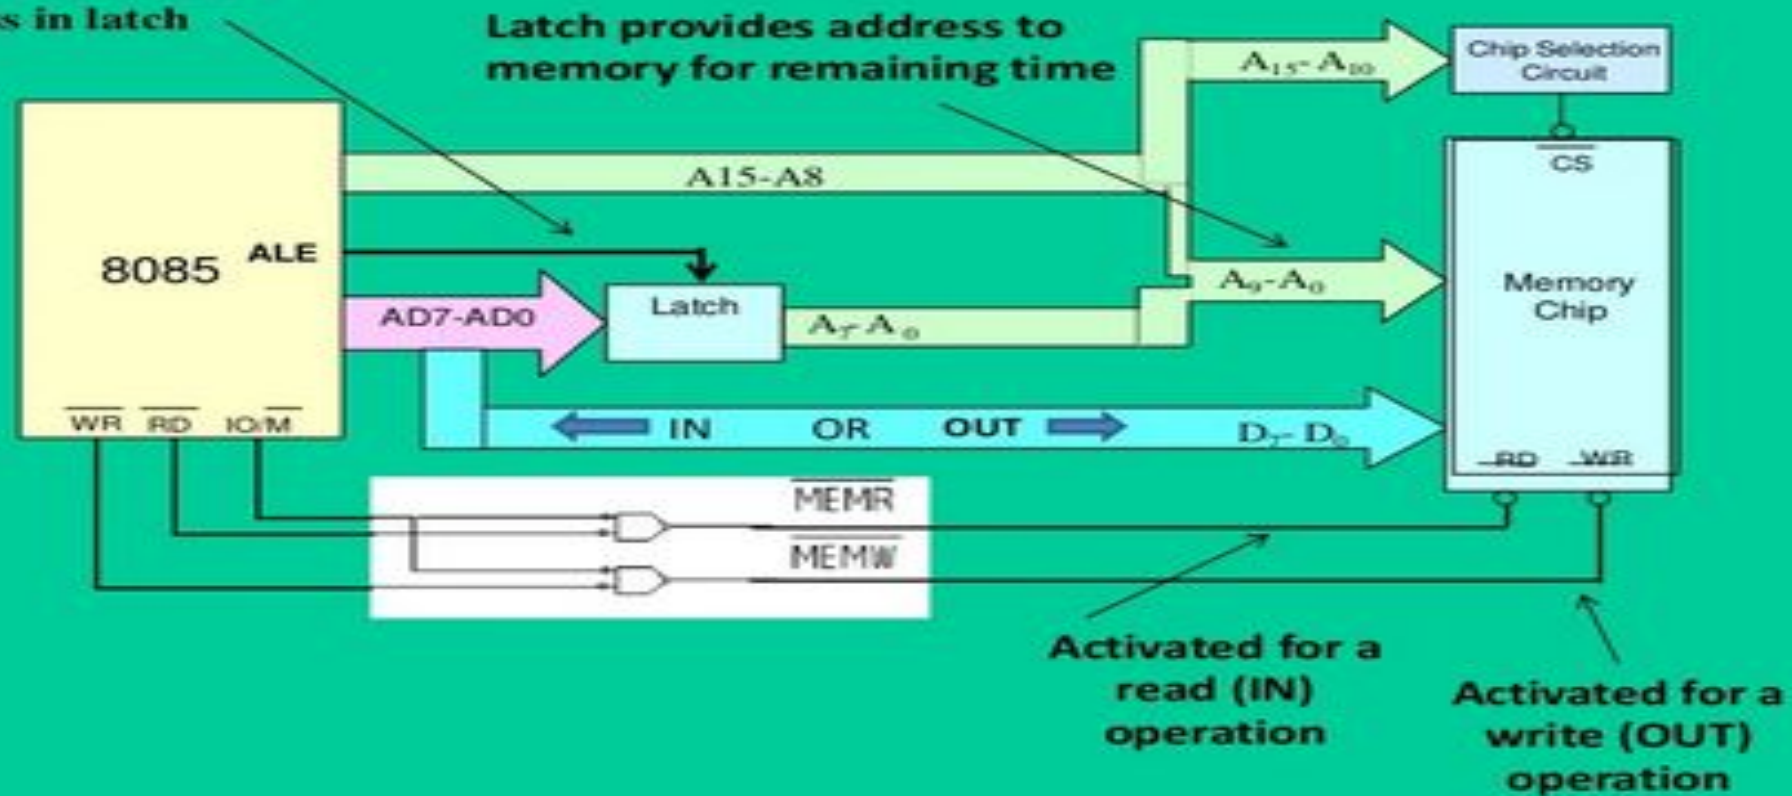 s in latch
Latch provides address to
memory for remaining time
A15-A10
Chip Selection
Circuit
CS
A15-A8
ALE
8085
AD7-AD0
Latch
A7-A0
A9-A0
Memory
Chip
WR RD IO/M
IN OR OUT
D7-D0
RD WR
MEMR
MEMW
Activated for a
read (IN)
operation
Activated for a
write (OUT)
operation